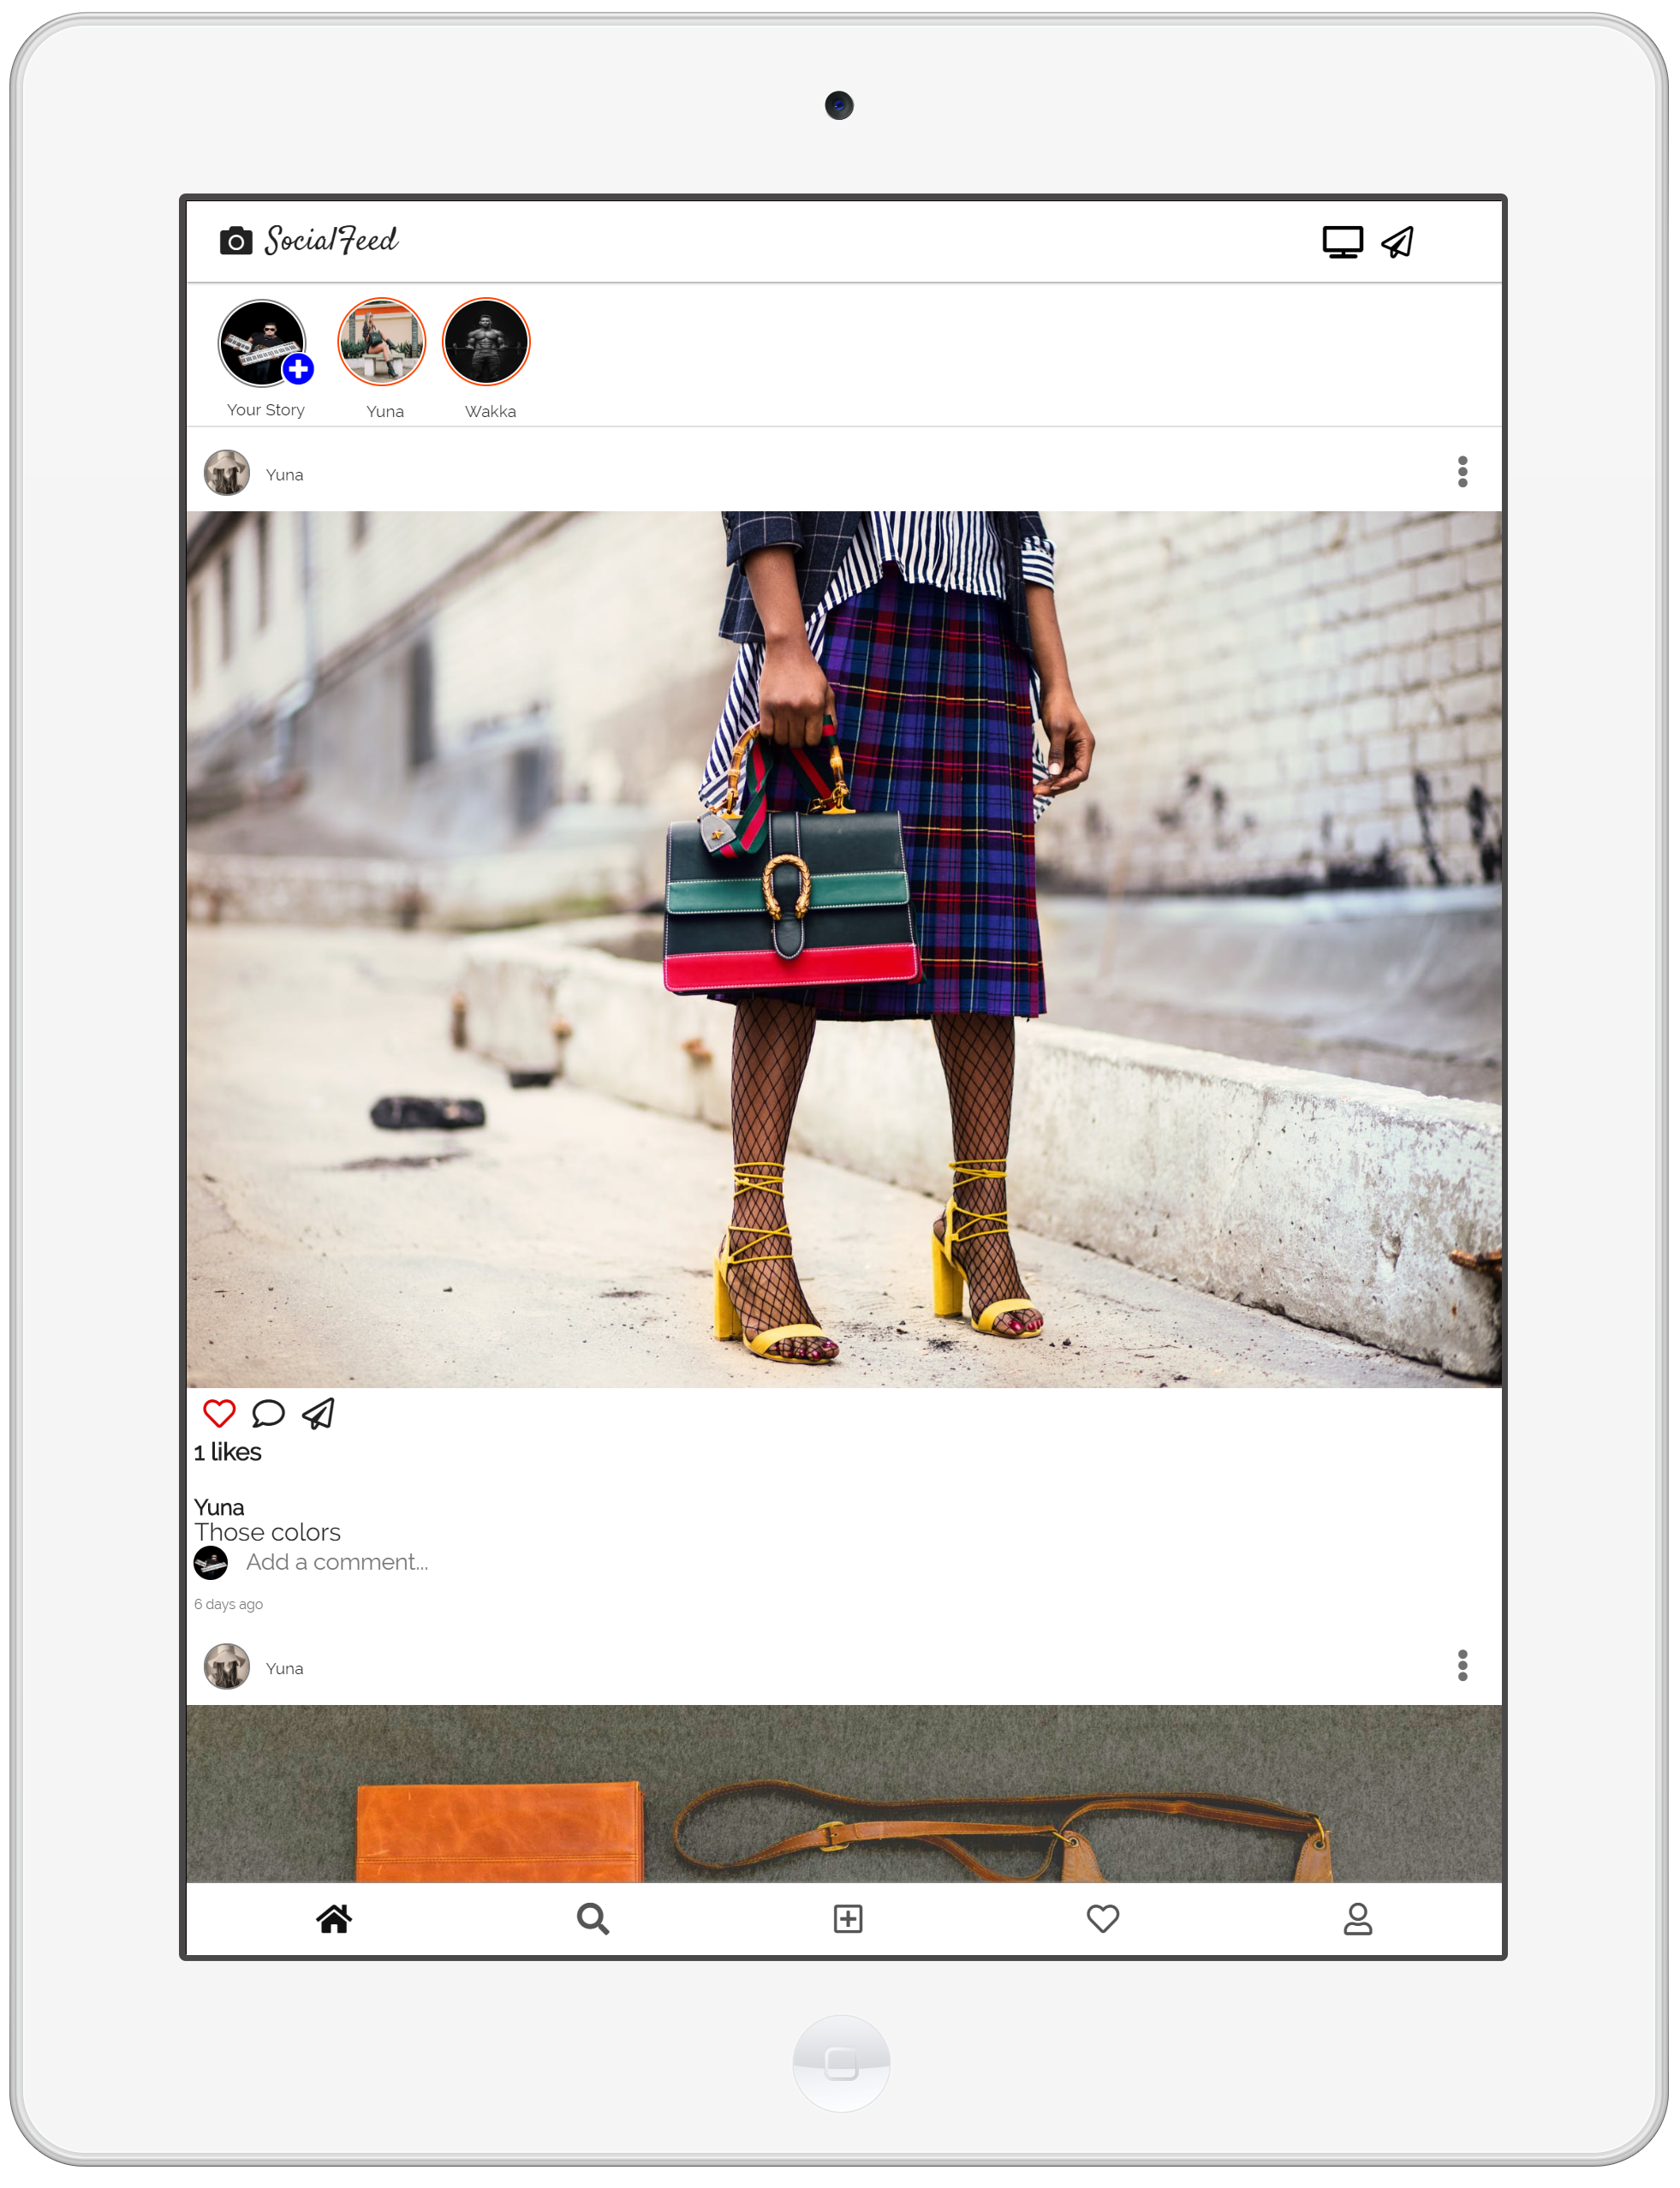 SocialFeed
Your Story
Yuna
Wakka
Yuna
1 likes
Yuna
Those colors
Add a comment...
6 days ago
Yuna